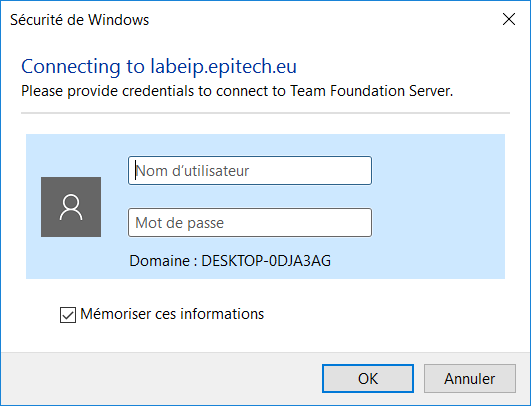 Sécurité de Windows
Connecting to labeip.epitech.eu
Please provide credentials to connect to Team Foundation Server.
Nom d'utilisateur
Mot de passe
Domaine : DESKTOP-0DJA3AG
Mémoriser ces informations
OK
Annuler